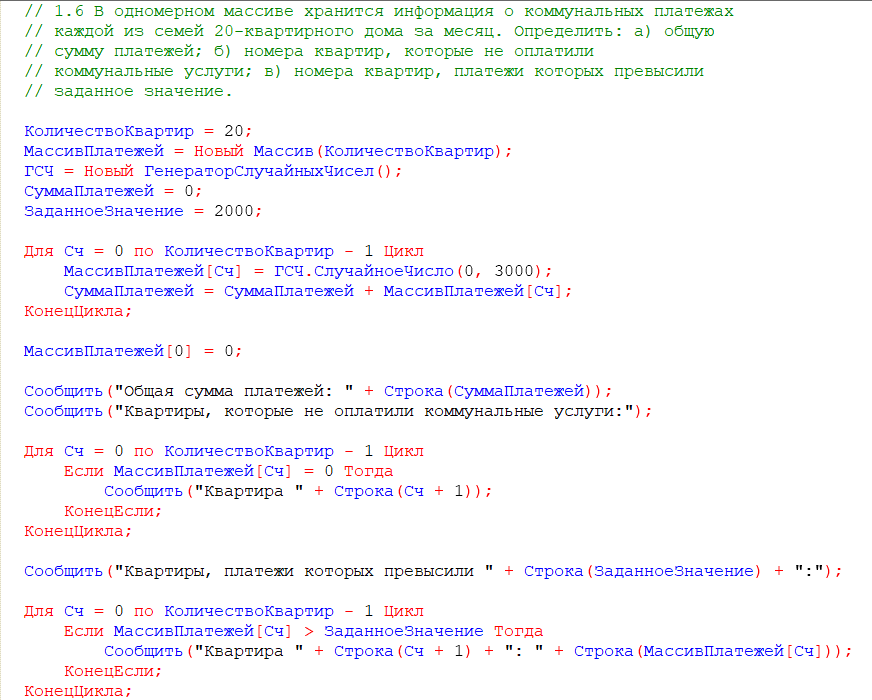 // 1.6 В одномерном массиве хранится информация о коммунальных платежах
// каждой из семей 20-квартирного дома за месяц. Определить: а) общую
// сумму платежей; б) номера квартир, которые не оплатили
// коммунальные услуги; в) номера квартир, платежи которых превысили
// заданное значение.
КоличествоКвартир = 20;
МассивПлатежей = Новый Массив(КоличествоКвартир);
ГСЧ = Новый ГенераторСлучайныхЧисел();
СуммаПлатежей = 0;
ЗаданноеЗначение = 2000;
Для Сч = 0 по КоличествоКвартир - 1 Цикл
    МассивПлатежей[Сч] = ГСЧ.СлучайноеЧисло(0, 3000);
    СуммаПлатежей = СуммаПлатежей + МассивПлатежей[Сч];
КонецЦикла;
МассивПлатежей[0] = 0;
Сообщить("Общая сумма платежей: " + Строка(СуммаПлатежей));
Сообщить("Квартиры, которые не оплатили коммунальные услуги:");
Для Сч = 0 по КоличествоКвартир - 1 Цикл
    Если МассивПлатежей[Сч] = 0 Тогда
        Сообщить("Квартира " + Строка(Сч + 1));
    КонецЕсли;
КонецЦикла;
Сообщить("Квартиры, платежи которых превысили " + Строка(ЗаданноеЗначение) + ":");
Для Сч = 0 по КоличествоКвартир - 1 Цикл
    Если МассивПлатежей[Сч] > ЗаданноеЗначение Тогда
        Сообщить("Квартира " + Строка(Сч + 1) + ": " + Строка(МассивПлатежей[Сч]));
    КонецЕсли;
КонецЦикла;